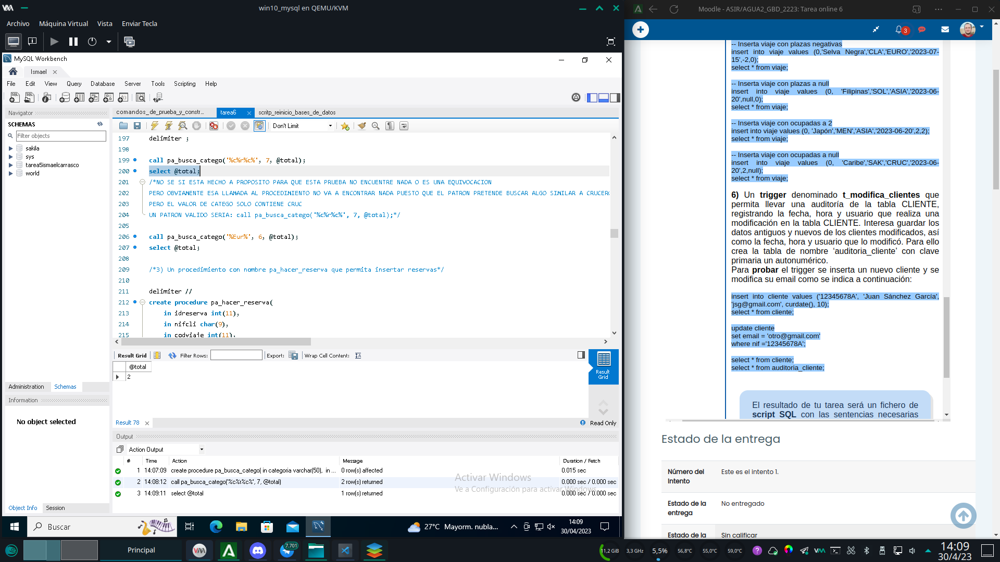 win10_mysql en QEMU/KVM
Archivo Máquina Virtual Vista Enviar Tecla
MySQL Workbench
Ismael
File Edit View Query Database Server Tools Scripting Help
Navigator
SCHEMAS
Filter objects
sakila
sys
tarea5ismaelcarrasco
world
Administration Schemas
Information
No object selected
Object Info Session
comandos_de_prueba_y_constr... tarea6 scritp_reinicio_bases_de_datos
Don't Limit
197 delimiter ;
198
199 call pa_busca_catego('%c%r%c%', 7, @total);
200 select @total;
201 /*NO SE SI ESTA HECHO A PROPOSITO PARA QUE ESTA PRUEBA NO ENCUENTRE NADA O ES UNA EQUIVOCACION
202 PERO OBVIAMENTE ESA LLAMADA AL PROCEDIMIENTO NO VA A ENCONTRAR NADA PUESTO QUE EL PATRON PRETENDE BUSCAR ALGO SIMILAR A CRUCERO
203 PERO EL VALOR DE CATEGO SOLO CONTIENE CRUC
204 UN PATRON VALIDO SERIA: call pa_busca_catego('%c%r%c%', 7, @total);*/
205
206 call pa_busca_catego('%Eur%', 6, @total);
207 select @total;
208
209 /*3) Un procedimiento con nombre pa_hacer_reserva que permita insertar reservas*/
210
211 delimiter //
212 create procedure pa_hacer_reserva(
213 in idreserva int(11),
214 in nifcli char(9),
215 in codviaje int(11),
Result Grid Filter Rows: Export: Wrap Cell Content:
@total
2
Result Grid
Result 78
Read Only
Output
Action Output
# Time Action Message Duration / Fetch
1 14:07:09 create procedure pa_busca_catego( in categoria varchar(50), in ... 0 row(s) affected 0.015 sec
2 14:08:12 call pa_busca_catego('%c%r%c%', 7, @total) 2 row(s) returned 0.000 sec / 0.000 sec
3 14:09:11 select @total 1 row(s) returned 0.000 sec / 0.000 sec
Activar Windows
Ve a Configuración para activar Windows.
Buscar
27°C Mayorm. nubla...
14:09
30/04/2023
Moodle - ASIR/AGUA2_GBD_2223: Tarea online 6
3
-- Inserta viaje con plazas negativas
insert into viaje values (0,'Selva Negra','CLA','EURO','2023-07-
15',-2,0);
select * from viaje;
-- Inserta viaje con plazas a null
insert into viaje values (0, 'Filipinas','SOL','ASIA','2023-06-
20',null,0);
select * from viaje;
-- Inserta viaje con ocupadas a 2
insert into viaje values (0, 'Japón','MEN','ASIA','2023-06-20',2,2);
select * from viaje;
-- Inserta viaje con ocupadas a null
insert into viaje values (0, 'Caribe','SAK','CRUC','2023-06-
20',2,null);
select * from viaje;
6) Un trigger denominado t_modifica_clientes que
permita llevar una auditoría de la tabla CLIENTE,
registrando la fecha, hora y usuario que realiza una
modificación en la tabla CLIENTE. Interesa guardar los
datos antiguos y nuevos de los clientes modificados, así
como la fecha, hora y usuario que lo modificó. Para ello
crea la tabla de nombre ‘auditoria_cliente’ con clave
primaria un autonumérico.
Para probar el trigger se inserta un nuevo cliente y se
modifica su email como se indica a continuación:
insert into cliente values ('12345678A', 'Juan Sánchez García',
'jsg@gmail.com', curdate(), 10);
select * from cliente;
update cliente
set email = 'otro@gmail.com'
where nif ='12345678A';
select * from cliente;
select * from auditoria_cliente;
El resultado de tu tarea será un fichero de
script SQL con las sentencias necesarias
Estado de la entrega
Número del Intento Este es el intento 1.
Estado de la entrega No entregado
Estado de la Sin calificar
Principal
7.701
11,2 GiB 3,3 GHz 5,5% 56,8°C 55,0°C 59,0°C
14:09
30/4/23